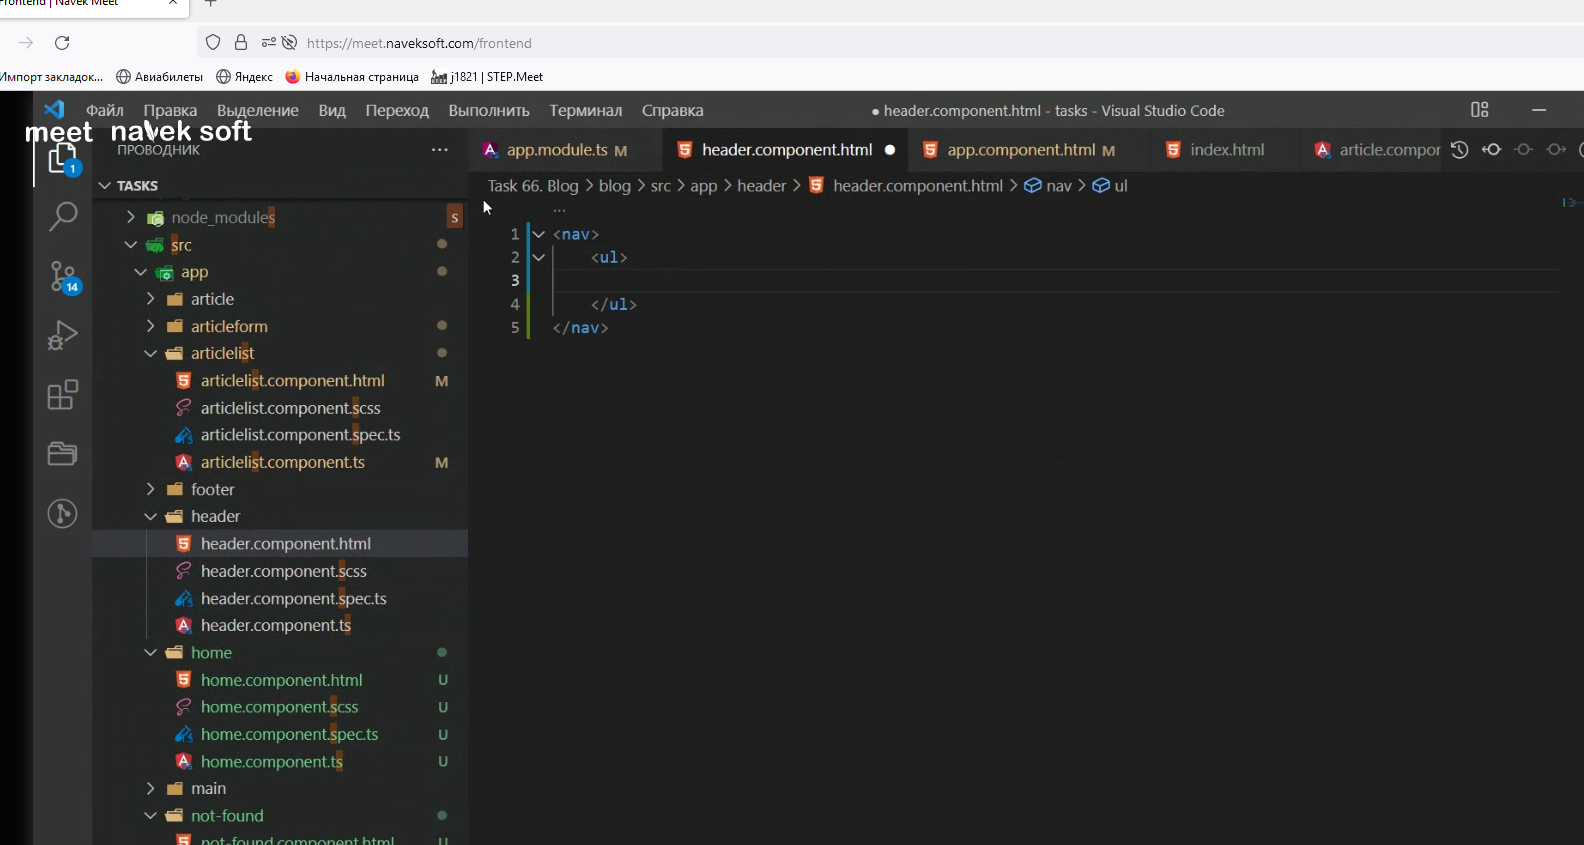 Frontend | Navek Meet
https://meet.naveksoft.com/frontend
Импорт закладок... Авиабилеты Яндекс Начальная страница j1821 | STEP.Meet
Файл Правка Выделение Вид Переход Выполнить Терминал Справка
● header.component.html - tasks - Visual Studio Code
meet navek soft
ПРОВОДНИК ...
app.module.ts M header.component.html app.component.html M index.html article.compor
1
TASKS
Task 66. Blog > blog > src > app > header > header.component.html > nav > ul
node_modules S
src
app
article
articleform
articlelist
articlelist.component.html M
articlelist.component.scss
articlelist.component.spec.ts
articlelist.component.ts M
footer
header
header.component.html
header.component.scss
header.component.spec.ts
header.component.ts
home
home.component.html U
home.component.scss U
home.component.spec.ts U
home.component.ts U
main
not-found
not-found.component.html U
14
...
1 <nav>
2 <ul>
3
4 </ul>
5 </nav>